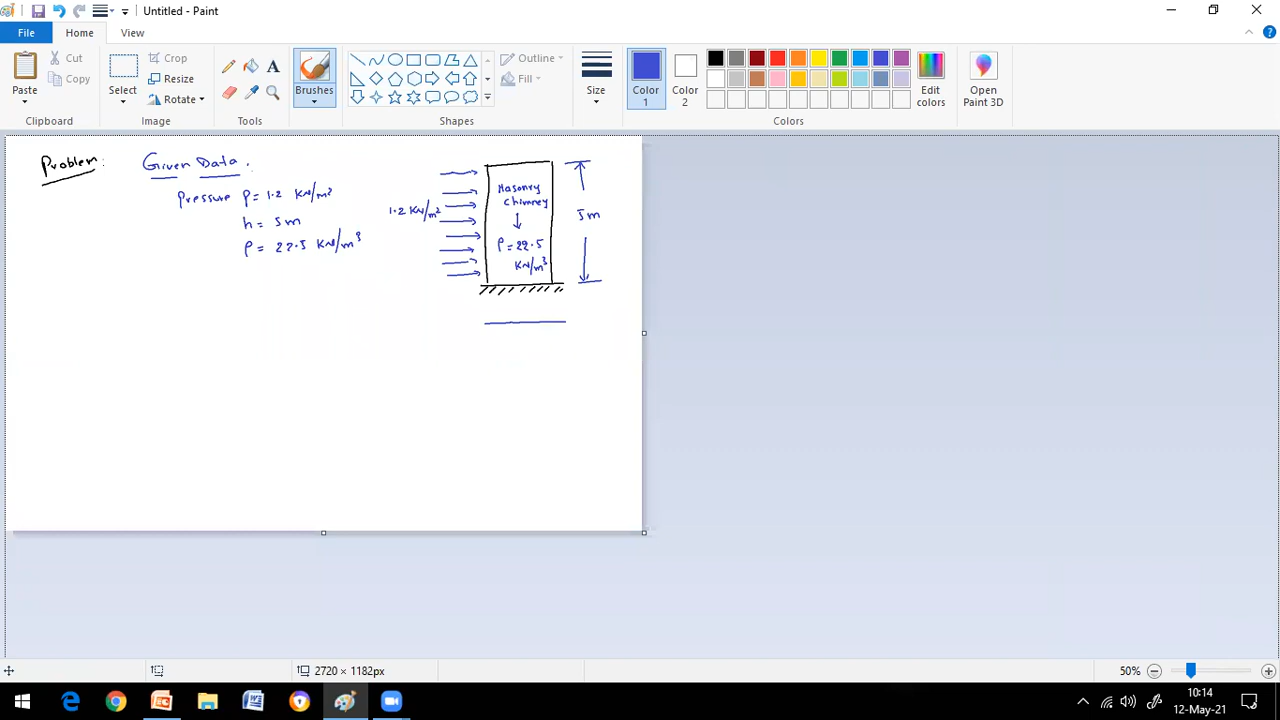 Untitled - Paint
File
Home
View
Paste
Cut
Copy
Clipboard
Select
Crop
Resize
Rotate
Image
A
Tools
Brushes
Outline
Fill
Shapes
Size
Color 1
Color 2
Edit colors
Open Paint 3D
Colors
Problem:
Given Data.
Pressure P = 1.2 KN/m²
h = 5m
ρ = 22.5 KN/m³
1.2 KN/m²
Masonry
chimney
ρ = 22.5
KN/m³
5m
2720 × 1182px
50%
10:14
12-May-21